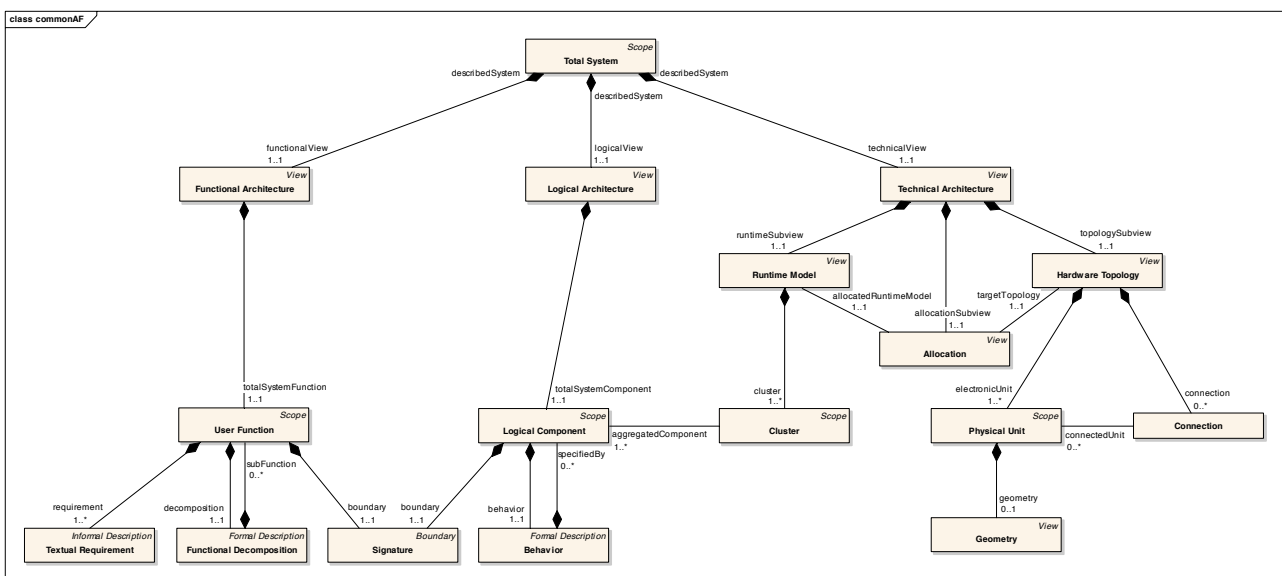 class commonAF
Scope
Total System
describedSystem
describedSystem
describedSystem
functionalView
1..1
logicalView
1..1
technicalView
1..1
View
Functional Architecture
View
Logical Architecture
View
Technical Architecture
runtimeSubview
1..1
topologySubview
1..1
View
Runtime Model
View
Hardware Topology
allocatedRuntimeModel
1..1
allocationSubview
1..1
targetTopology
1..1
View
Allocation
totalSystemFunction
1..1
totalSystemComponent
1..1
cluster
1..*
electronicUnit
1..*
connection
0..*
Scope
User Function
Scope
Logical Component
aggregatedComponent
1..*
Scope
Cluster
Scope
Physical Unit
connectedUnit
0..*
Connection
subFunction
0..*
specifiedBy
0..*
requirement
1..*
decomposition
1..1
boundary
1..1
boundary
1..1
behavior
1..1
geometry
0..1
Informal Description
Textual Requirement
Formal Description
Functional Decomposition
Boundary
Signature
Formal Description
Behavior
View
Geometry